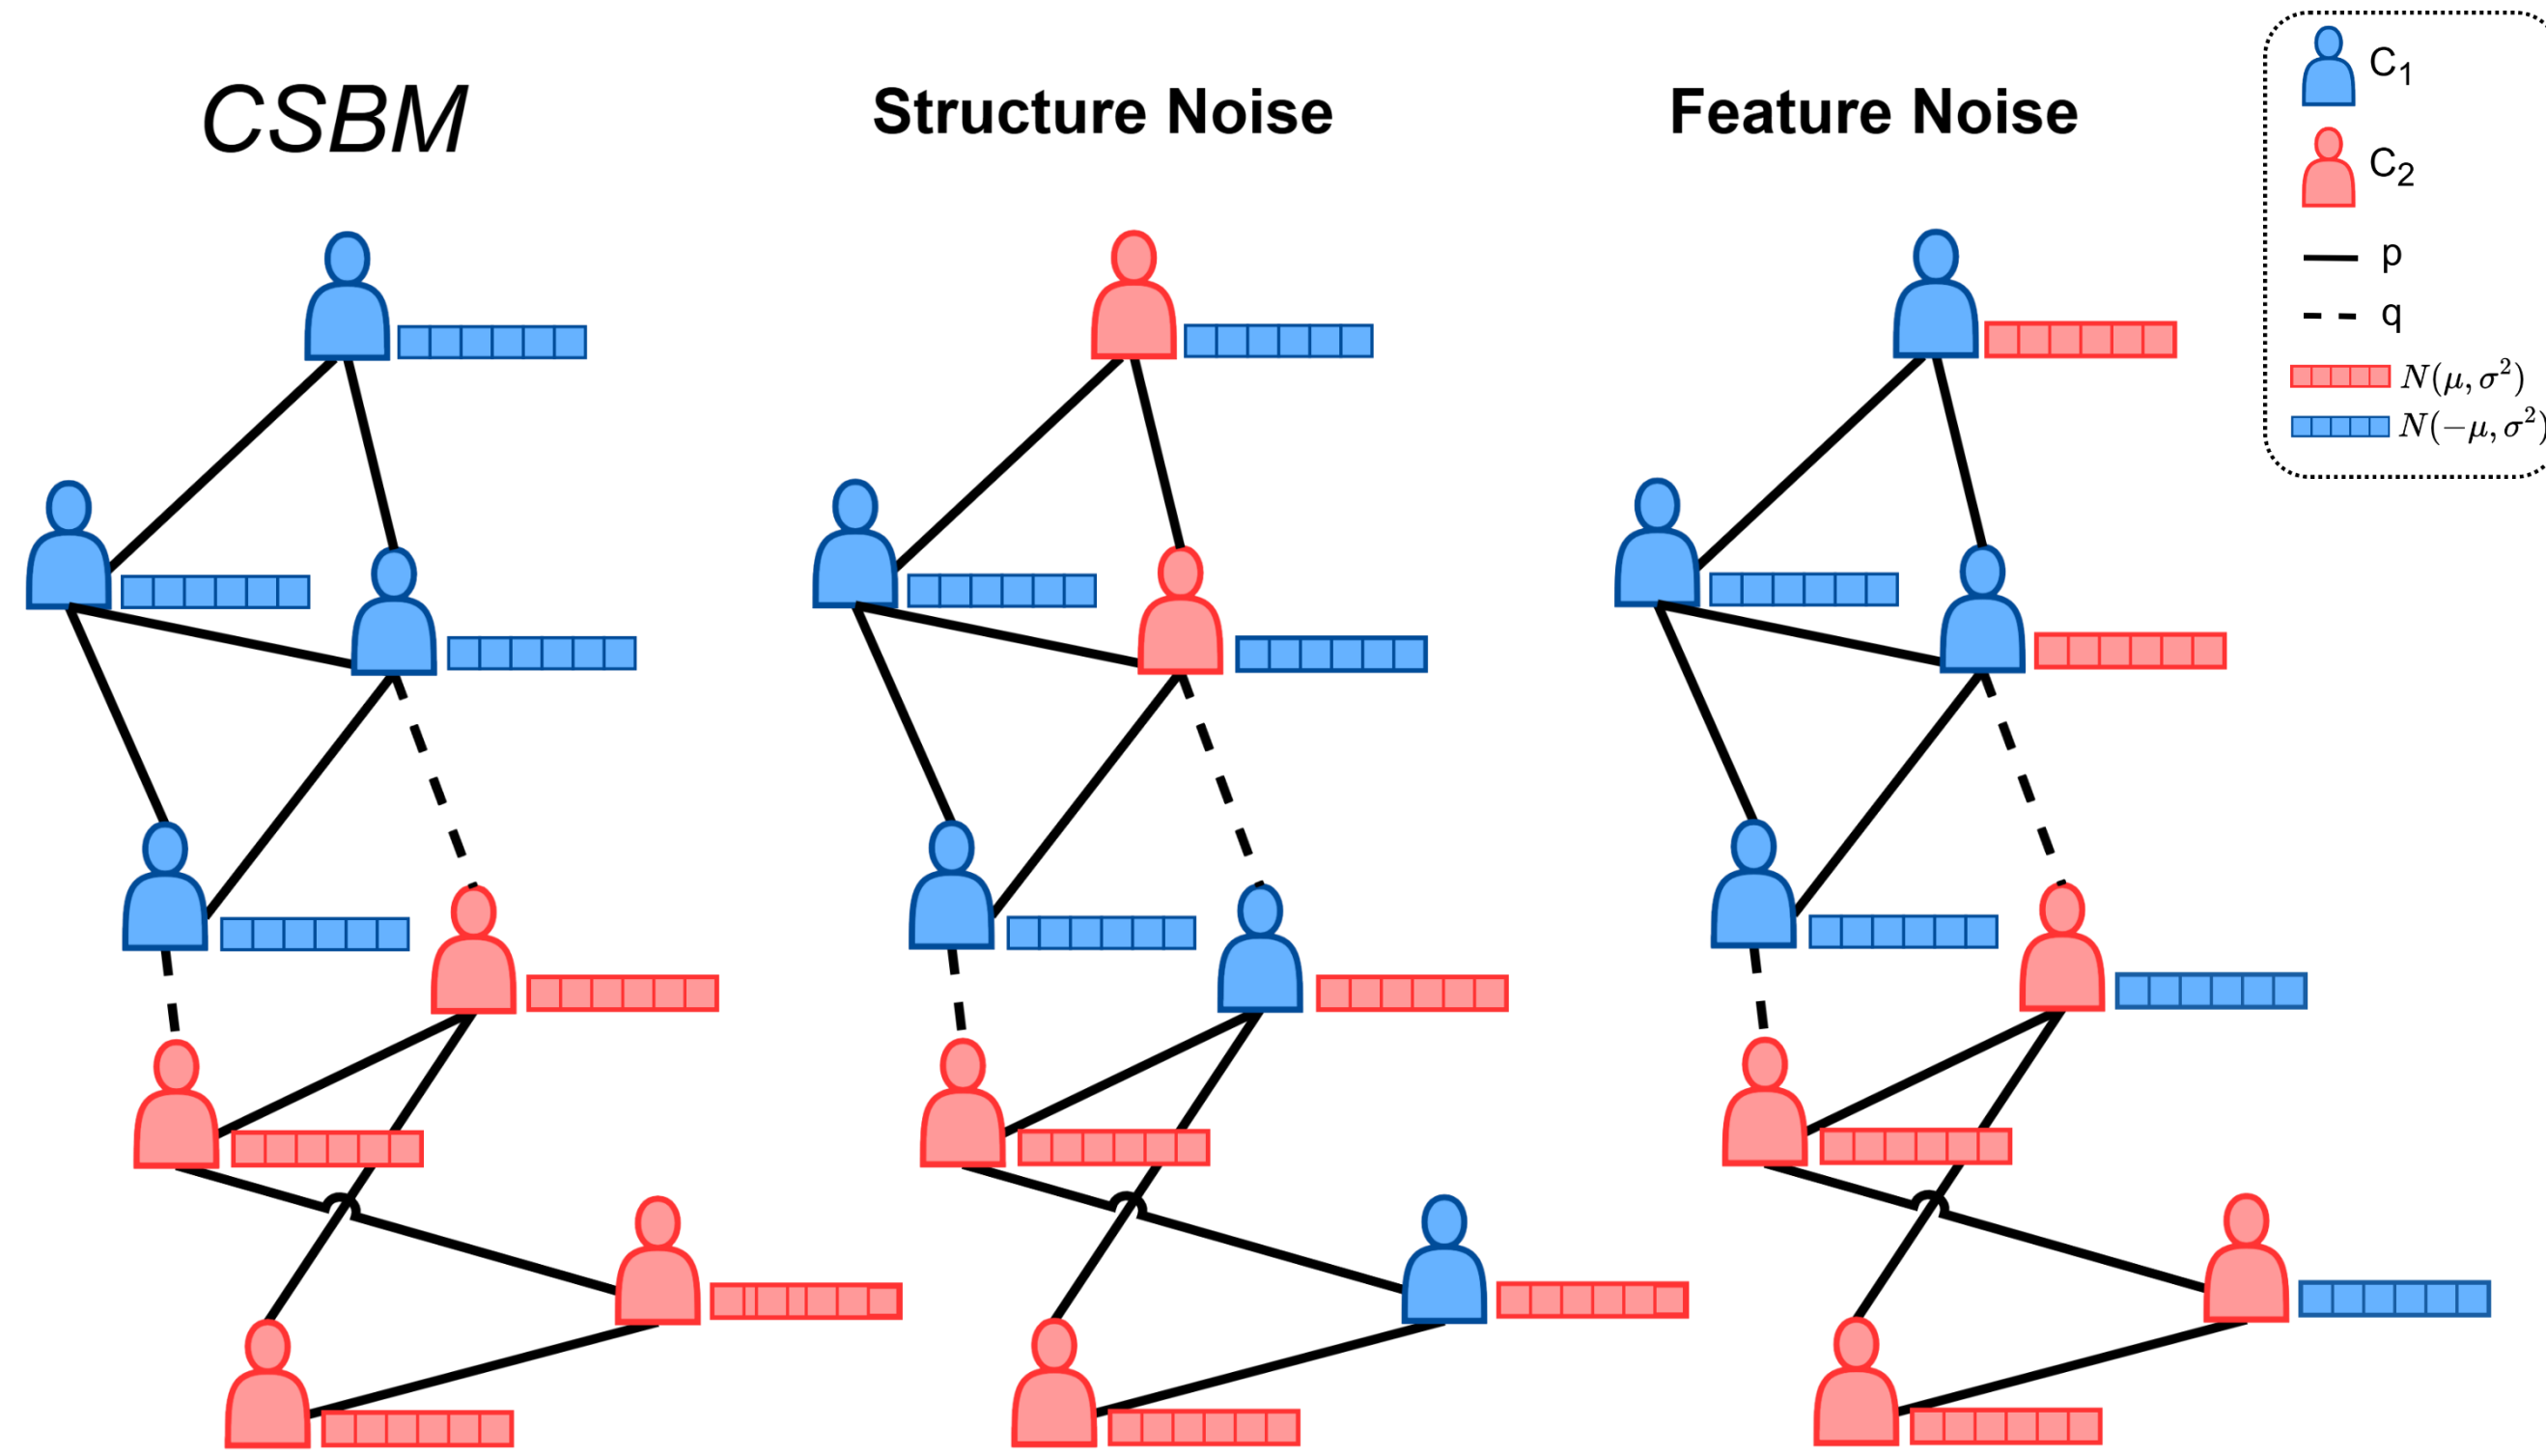 CSBM
Structure Noise
Feature Noise
C₁
C₂
p
q
N(μ, σ²)
N(−μ, σ²)